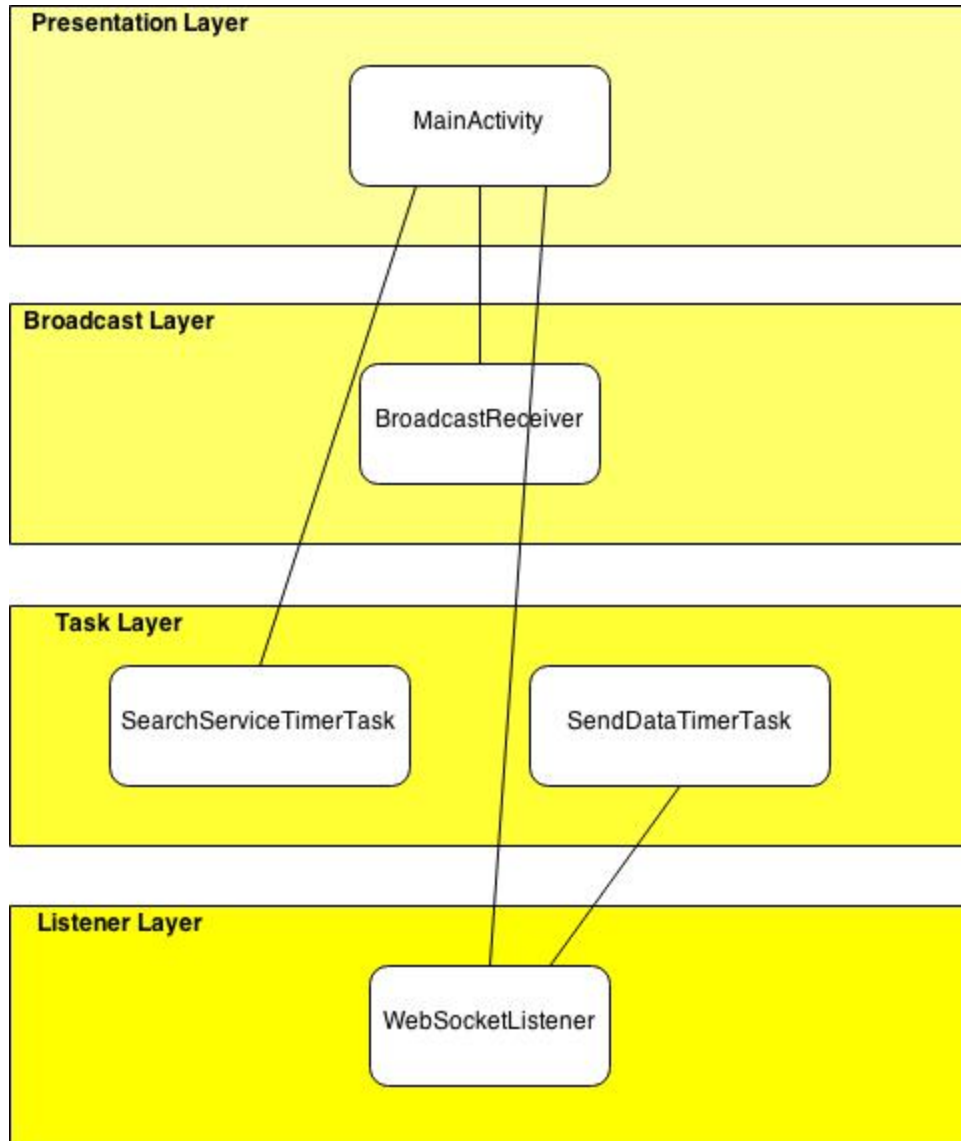 Presentation Layer
MainActivity
Broadcast Layer
BroadcastReceiver
Task Layer
SearchServiceTimerTask
SendDataTimerTask
Listener Layer
WebSocketListener